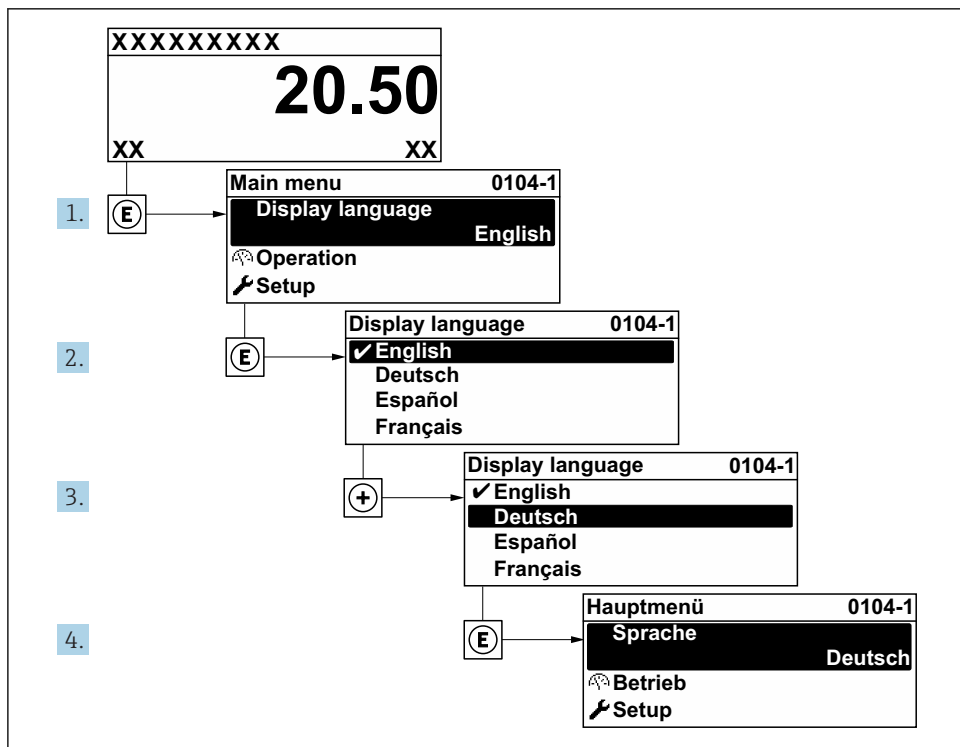 XXXXXXXXX
20.50
XX XX
1. E
Main menu 0104-1
Display language
English
Operation
Setup
2. E
Display language 0104-1
✔English
Deutsch
Español
Français
3. +
Display language 0104-1
✔English
Deutsch
Español
Français
4. E
Hauptmenü 0104-1
Sprache
Deutsch
Betrieb
Setup